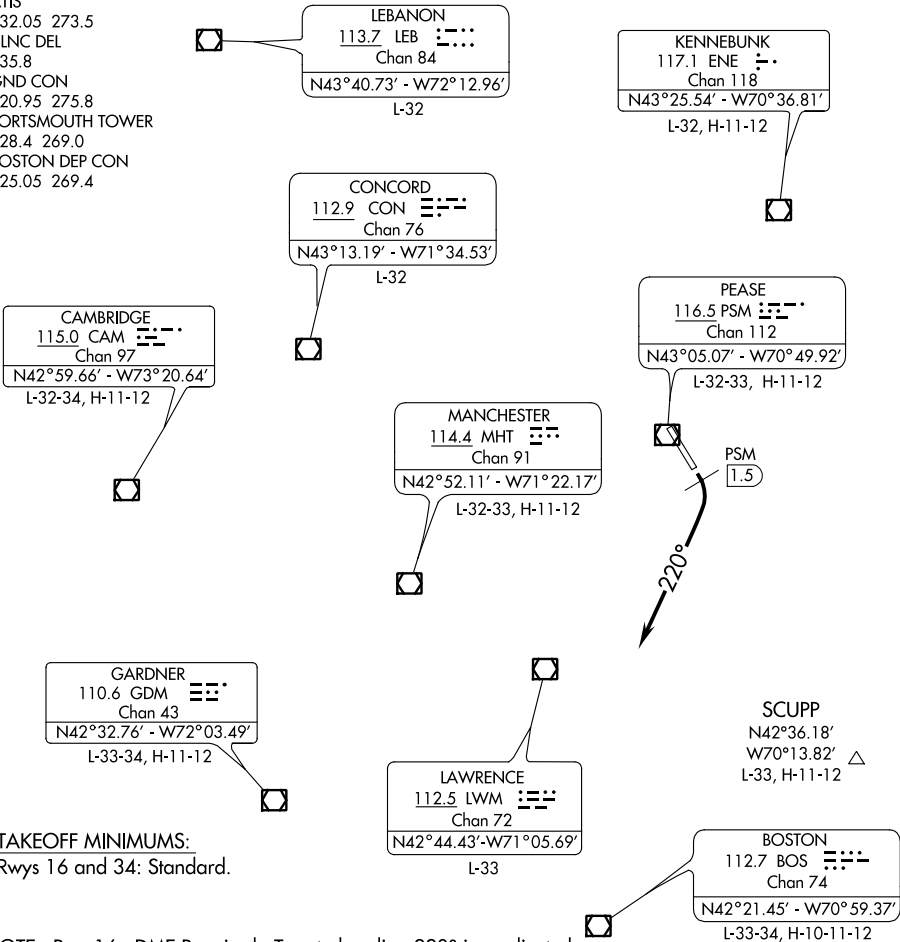 32.05 273.5
LNC DEL
35.8
GND CON
20.95 275.8
ORTSMOUTH TOWER
28.4 269.0
OSTON DEP CON
25.05 269.4
LEBANON
113.7 LEB
Chan 84
N43°40.73' - W72°12.96'
L-32
KENNEBUNK
117.1 ENE
Chan 118
N43°25.54' - W70°36.81'
L-32, H-11-12
CONCORD
112.9 CON
Chan 76
N43°13.19' - W71°34.53'
L-32
PEASE
116.5 PSM
Chan 112
N43°05.07' - W70°49.92'
L-32-33, H-11-12
CAMBRIDGE
115.0 CAM
Chan 97
N42°59.66' - W73°20.64'
L-32-34, H-11-12
MANCHESTER
114.4 MHT
Chan 91
N42°52.11' - W71°22.17'
L-32-33, H-11-12
PSM
1.5
220°
GARDNER
110.6 GDM
Chan 43
N42°32.76' - W72°03.49'
L-33-34, H-11-12
SCUPP
N42°36.18'
W70°13.82'
L-33, H-11-12
LAWRENCE
112.5 LWM
Chan 72
N42°44.43'-W71°05.69'
L-33
TAKEOFF MINIMUMS:
Rwys 16 and 34: Standard.
BOSTON
112.7 BOS
Chan 74
N42°21.45' - W70°59.37'
L-33-34, H-10-11-12